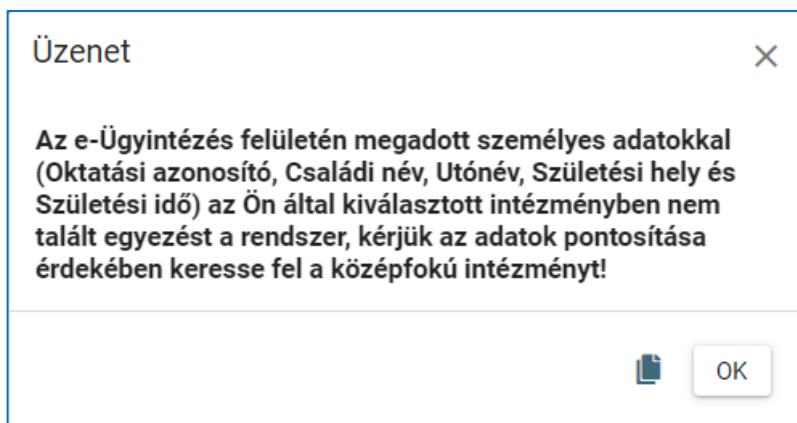 Üzenet
Az e-Ügyintézés felületén megadott személyes adatokkal
(Oktatási azonosító, Családi név, Utónév, Születési hely és
Születési idő) az Ön által kiválasztott intézményben nem
talált egyezést a rendszer, kérjük az adatok pontosítása
érdekében keresse fel a középfokú intézményt!
OK